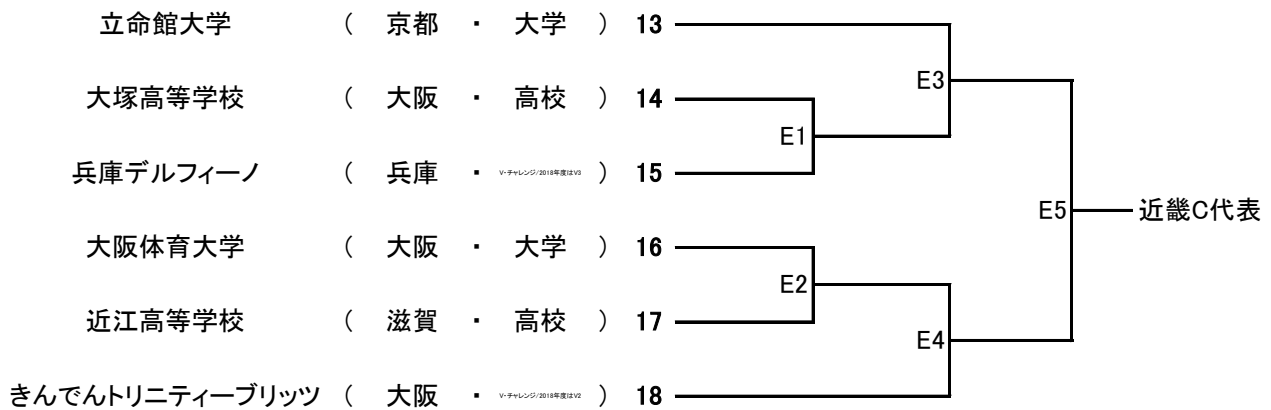 立命館大学 ( 京都 ・ 大学 ) 13
E3
大塚高等学校 ( 大阪 ・ 高校 ) 14
E1
兵庫デルフィーノ ( 兵庫 ・ V・チャレンジ/2018年度はV3 ) 15
E5 近畿C代表
大阪体育大学 ( 大阪 ・ 大学 ) 16
E2
近江高等学校 ( 滋賀 ・ 高校 ) 17
E4
きんでんトリニティーブリッツ ( 大阪 ・ V・チャレンジ/2018年度はV2 ) 18